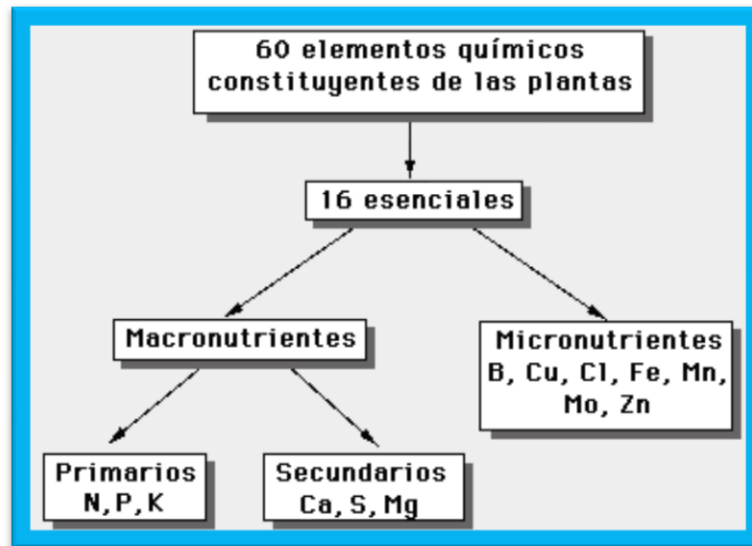 60 elementos químicos
constituyentes de las plantas
16 esenciales
Macronutrientes
Micronutrientes
B, Cu, Cl, Fe, Mn,
Mo, Zn
Primarios
N, P, K
Secundarios
Ca, S, Mg